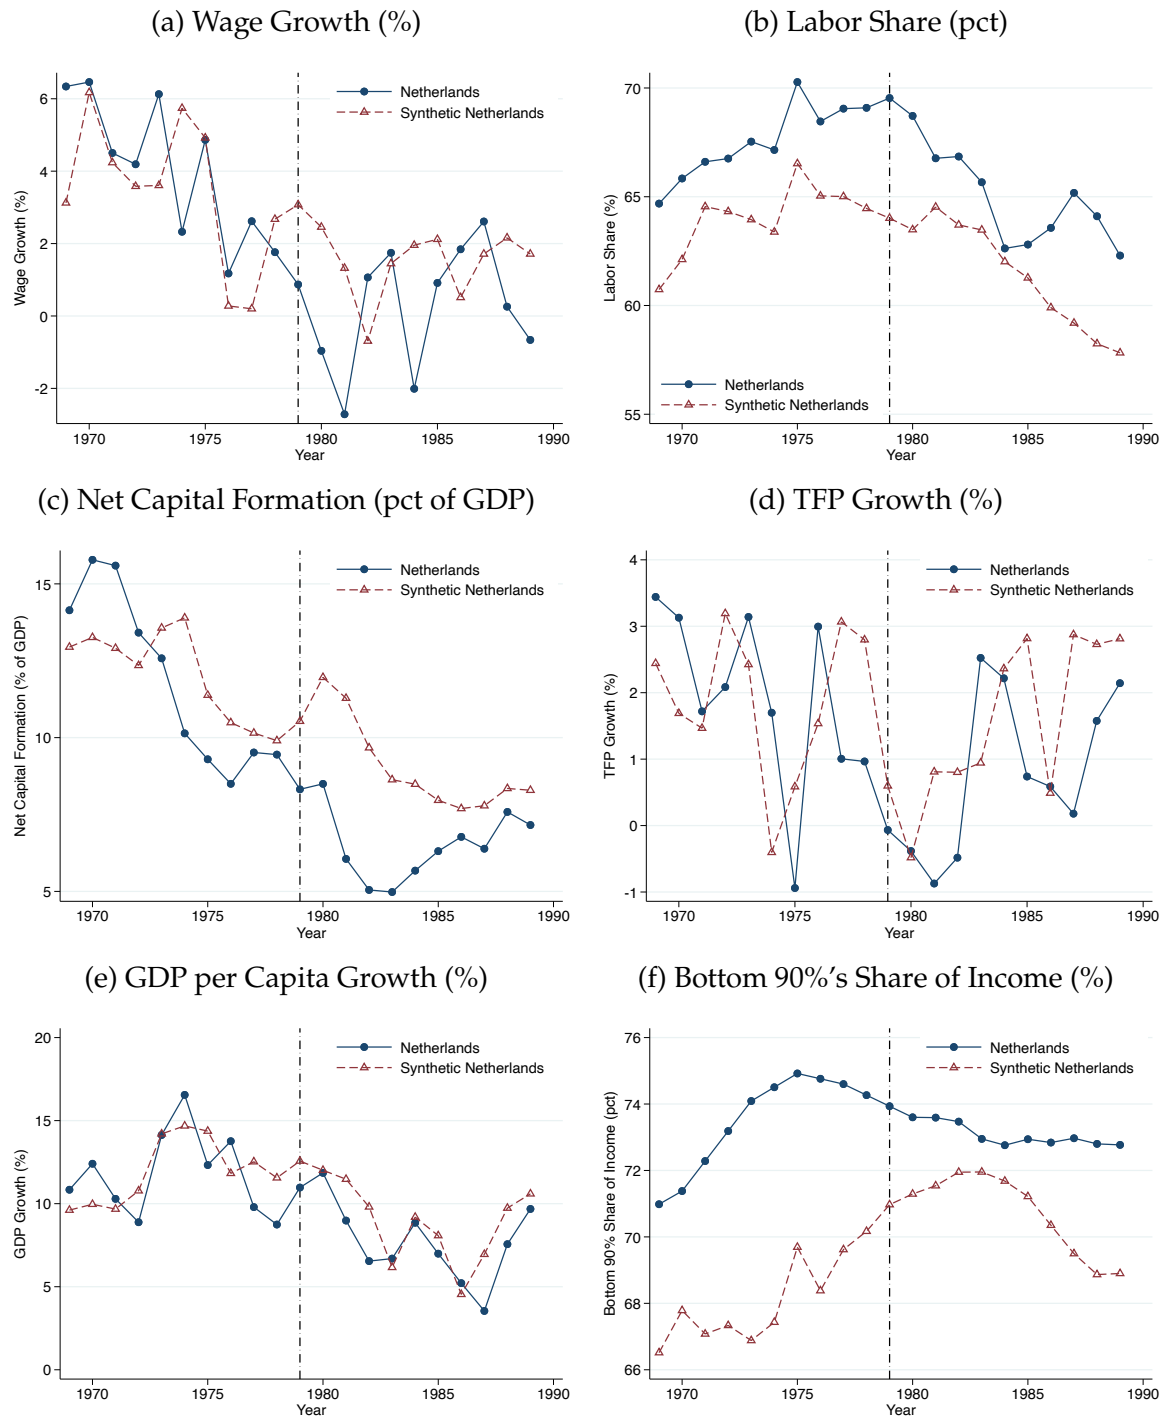 (a) Wage Growth (%)
Wage Growth (%)
6
4
2
0
-2
Netherlands
Synthetic Netherlands
1970 1975 1980 1985 1990
Year
(b) Labor Share (pct)
Labor Share (%)
70
65
60
55
Netherlands
Synthetic Netherlands
1970 1975 1980 1985 1990
Year
(c) Net Capital Formation (pct of GDP)
Net Capital Formation (% of GDP)
15
10
5
Netherlands
Synthetic Netherlands
1970 1975 1980 1985 1990
Year
(d) TFP Growth (%)
TFP Growth (%)
4
3
2
1
0
-1
Netherlands
Synthetic Netherlands
1970 1975 1980 1985 1990
Year
(e) GDP per Capita Growth (%)
GDP Growth (%)
20
15
10
5
0
Netherlands
Synthetic Netherlands
1970 1975 1980 1985 1990
Year
(f) Bottom 90%'s Share of Income (%)
Bottom 90% Share of Income (pct)
76
74
72
70
68
66
Netherlands
Synthetic Netherlands
1970 1975 1980 1985 1990
Year